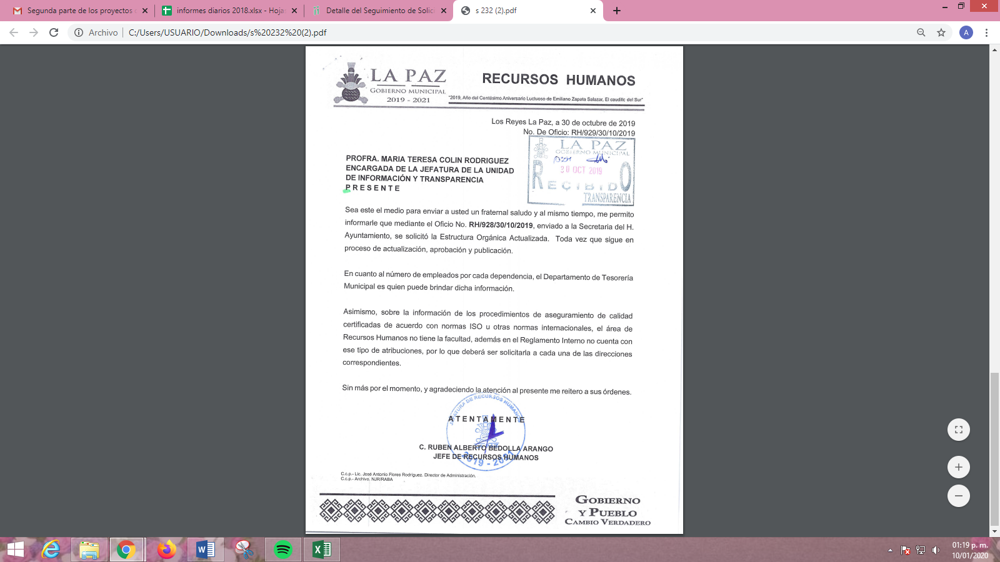 Segunda parte de los proyectos d
informes diarios 2018.xlsx - Hoja
Detalle del Seguimiento de Solici
s 232 (2).pdf
Archivo
C:/Users/USUARIO/Downloads/s%20232%20(2).pdf
A
LA PAZ
GOBIERNO MUNICIPAL
2019 - 2021
RECURSOS HUMANOS
"2019, Año del Centésimo Aniversario Luctuoso de Emiliano Zapata Salazar, El caudillc del Sur"
Los Reyes La Paz, a 30 de octubre de 2019
No. De Oficio: RH/929/30/10/2019
LA PAZ
GOBIERNO MUNICIPAL
30 OCT 2019
RECIBIDO
TRANSPARENCIA
PROFRA. MARIA TERESA COLIN RODRIGUEZ
ENCARGADA DE LA JEFATURA DE LA UNIDAD
DE INFORMACIÓN Y TRANSPARENCIA
P R E S E N T E
Sea este el medio para enviar a usted un fraternal saludo y al mismo tiempo, me permito
informarle que mediante el Oficio No. RH/928/30/10/2019, enviado a la Secretaria del H.
Ayuntamiento, se solicitó la Estructura Orgánica Actualizada. Toda vez que sigue en
proceso de actualización, aprobación y publicación.
En cuanto al número de empleados por cada dependencia, el Departamento de Tesorería
Municipal es quien puede brindar dicha información.
Asimismo, sobre la información de los procedimientos de aseguramiento de calidad
certificadas de acuerdo con normas ISO u otras normas internacionales, el área de
Recursos Humanos no tiene la facultad, además en el Reglamento Interno no cuenta con
ese tipo de atribuciones, por lo que deberá ser solicitarla a cada una de las direcciones
correspondientes.
Sin más por el momento, y agradeciendo la atención al presente me reitero a sus órdenes.
JEFATURA DE RECURSOS HUMANOS
A T E N T A M E N T E
LA PAZ
C. RUBEN ALBERTO BEDOLLA ARANGO
JEFE DE RECURSOS HUMANOS
2019 - 2021
C.c.p.- Lic. José Antonio Flores Rodríguez. Director de Administración.
C.c.p.- Archivo. NJR/RABA
GOBIERNO
Y PUEBLO
CAMBIO VERDADERO
01:19 p. m.
10/01/2020